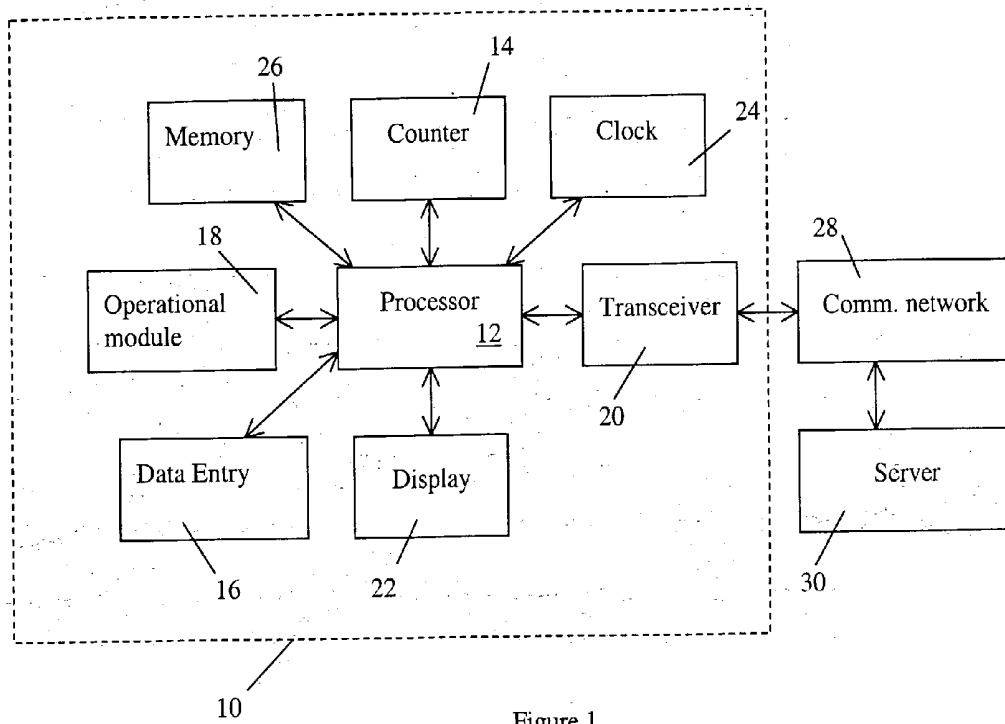 26
14
Memory
Counter
Clock
24
18
28
Operational
module
Processor
12
Transceiver
Comm. network
20
Data Entry
Display
Server
16
22
30
10
Figure 1